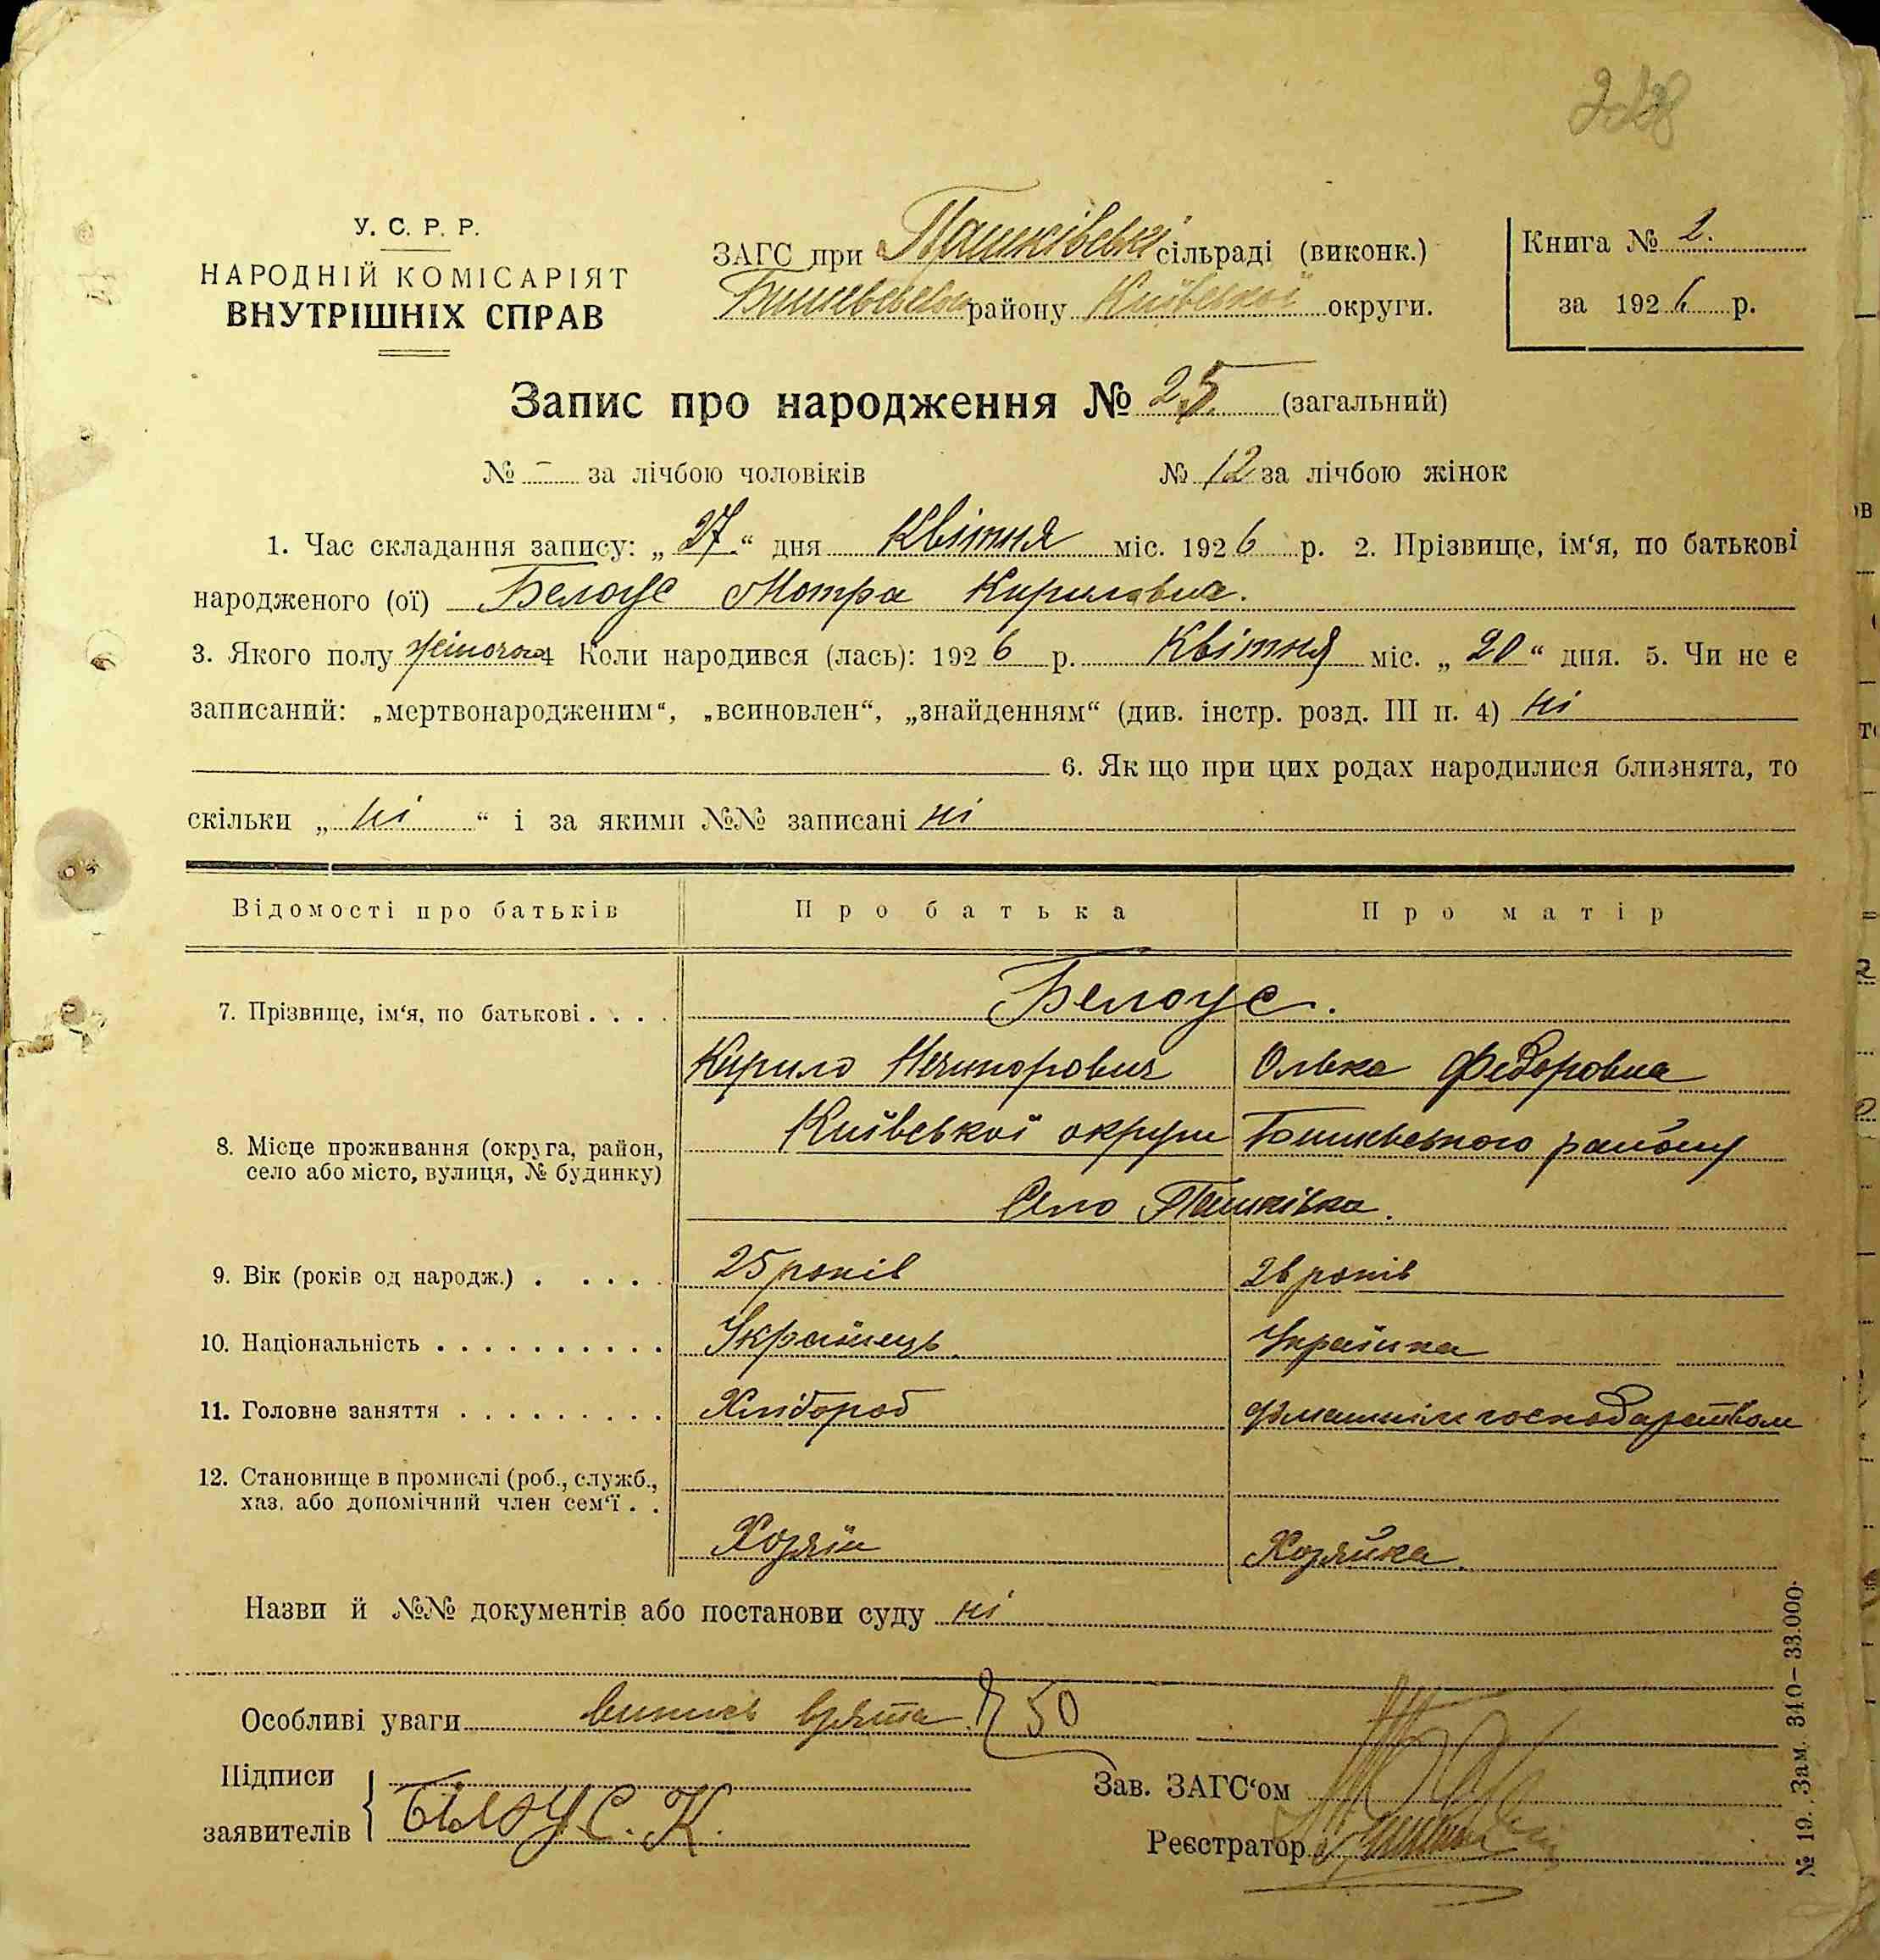 У. С. Р. Р.
НАРОДНІЙ КОМІСАРІЯТ
ВНУТРІШНІХ СПРАВ
ЗАГС при Пашківські сільраді (виконк.)
району Київської округи.
Книга № 2.
за 1926 р.
Запис про народження № 25 (загальний)
№ - за лічбою чоловіків № 12 за лічбою жінок
1. Час складання запису: „27“ дня Квітня міс. 1926 р. 2. Прізвище, ім‘я, по батькові
народженого (ої) Белоус Мотра Кириловна.
3. Якого полу жіночого 4 Коли народився (лась): 1926 р. Квітня міс. „20“ дня. 5. Чи не є
записаний: „мертвонародженим“, „всиновлен“, „знайденням“ (див. інстр. розд. III п. 4) ні
6. Як що при цих родах народилися близнята, то
скільки „ні“ і за якими №№ записані ні
Відомості про батьків Про батька Про матір
7. Прізвище, ім‘я, по батькові . . . . Белоус.
Кирило Нечипорович Олька Федоровна
8. Місце проживання (округа, район, село або місто, вулиця, № будинку) Київської округи району
Село Пашківка.
9. Вік (років од народж.) . . . . . 25 років 26 років
10. Національність . . . . . . . . . . Українець. Українка
11. Головне заняття . . . . . . . . . Хлібороб домашнім господарством
12. Становище в промислі (роб., служб.,
хаз. або допомічний член сем‘ї . .
Хозяїн Хозяйка.
Назви й №№ документів або постанови суду ні
Особливі уваги випись взята 50
Підписи
заявителів Білоус. К.
Зав. ЗАГС‘ом
Реєстратор
№ 19. Зам. 340—33.000.